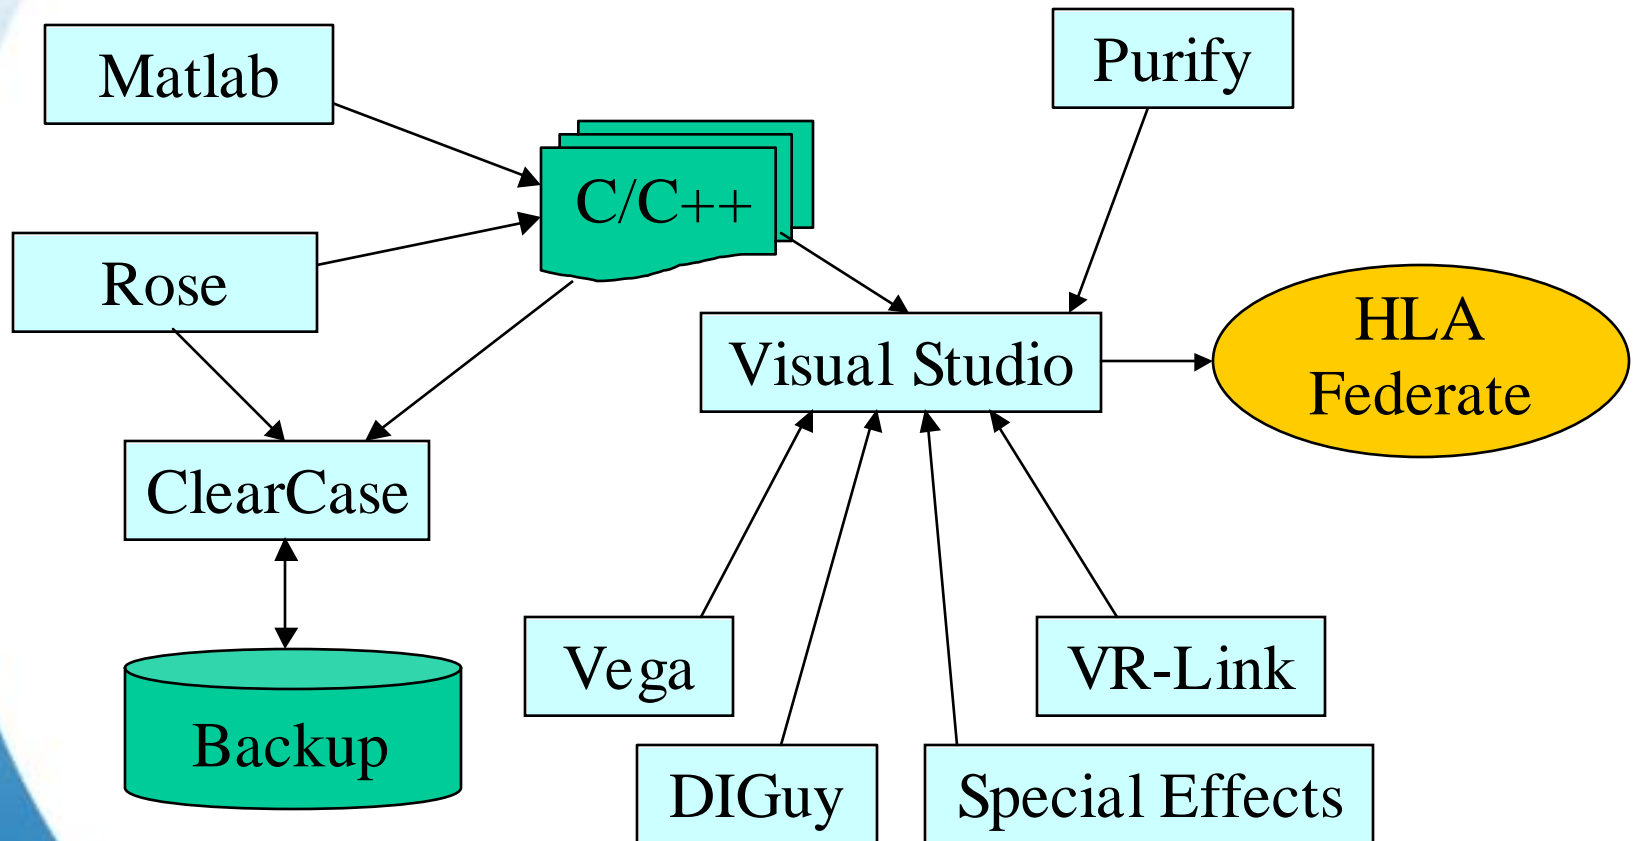 Matlab
Purify
C/C++
Rose
HLA
Federate
Visual Studio
ClearCase
Vega
VR-Link
Backup
DIGuy
Special Effects